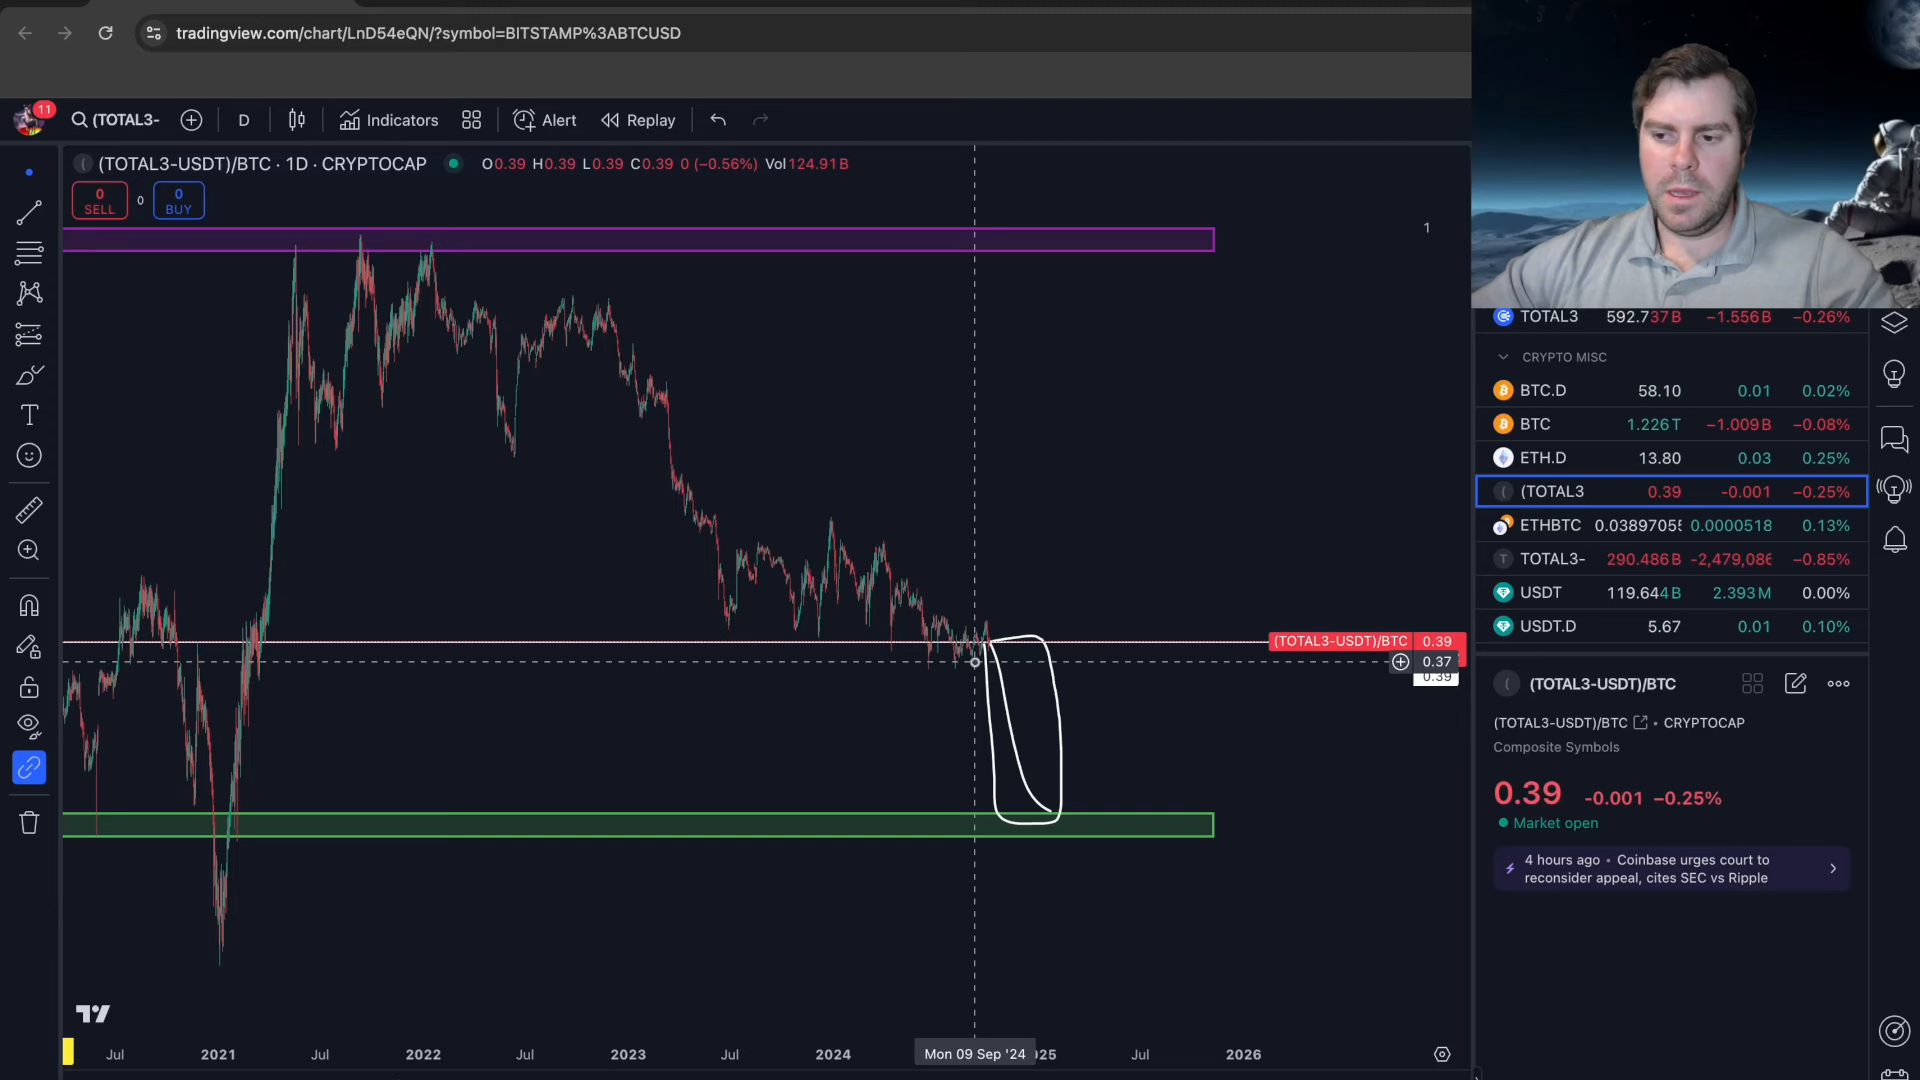 tradingview.com/chart/LnD54eQN/?symbol=BITSTAMP%3ABTCUSD
11
(TOTAL3-
D
Indicators
Alert
Replay
(TOTAL3-USDT)/BTC · 1D · CRYPTOCAP
O0.39 H0.39 L0.39 C0.39 0 (−0.56%) Vol124.91B
0
SELL
0
0
BUY
1
(TOTAL3-USDT)/BTC 0.39
0.37
0.39
Jul 2021 Jul 2022 Jul 2023 Jul 2024 Mon 09 Sep '24 Jul 2026
TOTAL3 592.737B −1.556B −0.26%
CRYPTO MISC
BTC.D 58.10 0.01 0.02%
BTC 1.226T −1.009B −0.08%
ETH.D 13.80 0.03 0.25%
(TOTAL3 0.39 -0.001 −0.25%
ETHBTC 0.0389705 0.0000518 0.13%
TOTAL3- 290.486B -2,479,086 −0.85%
USDT 119.644B 2.393M 0.00%
USDT.D 5.67 0.01 0.10%
(TOTAL3-USDT)/BTC
(TOTAL3-USDT)/BTC • CRYPTOCAP
Composite Symbols
0.39 -0.001 −0.25%
Market open
4 hours ago • Coinbase urges court to
reconsider appeal, cites SEC vs Ripple